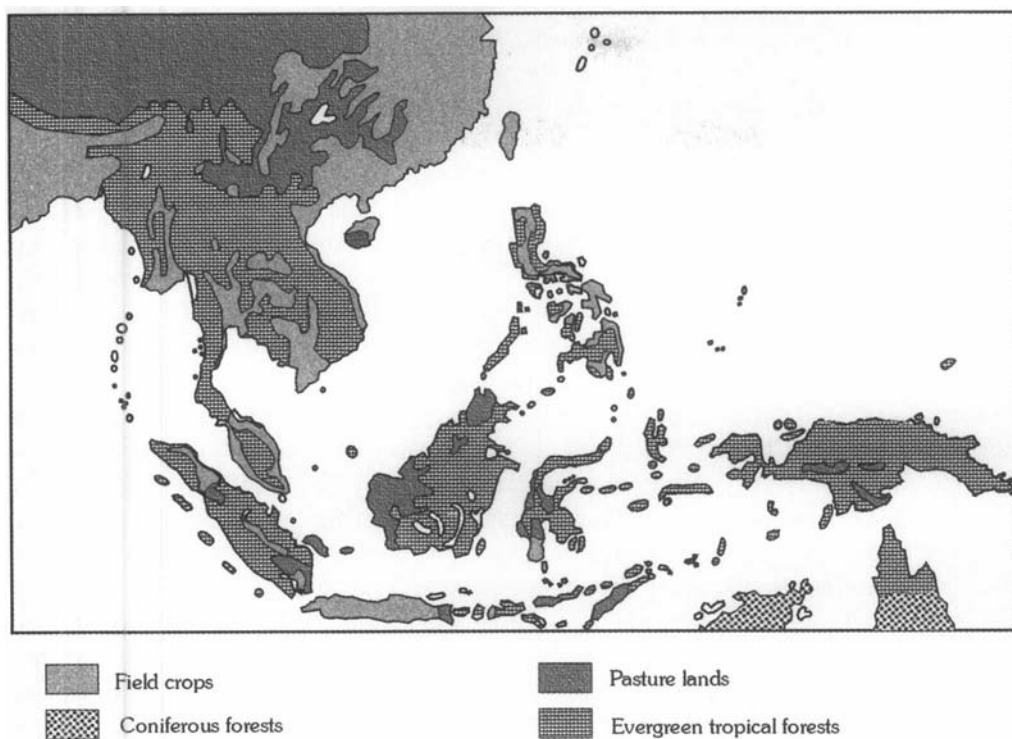 Field crops
Pasture lands
Coniferous forests
Evergreen tropical forests